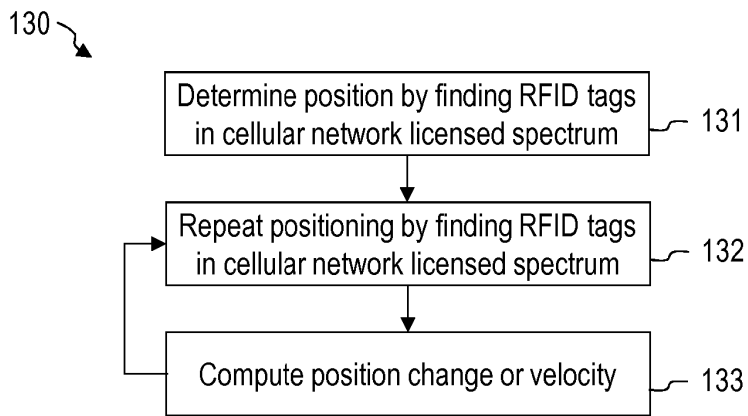 130
Determine position by finding RFID tags
in cellular network licensed spectrum
131
Repeat positioning by finding RFID tags
in cellular network licensed spectrum
132
Compute position change or velocity
133